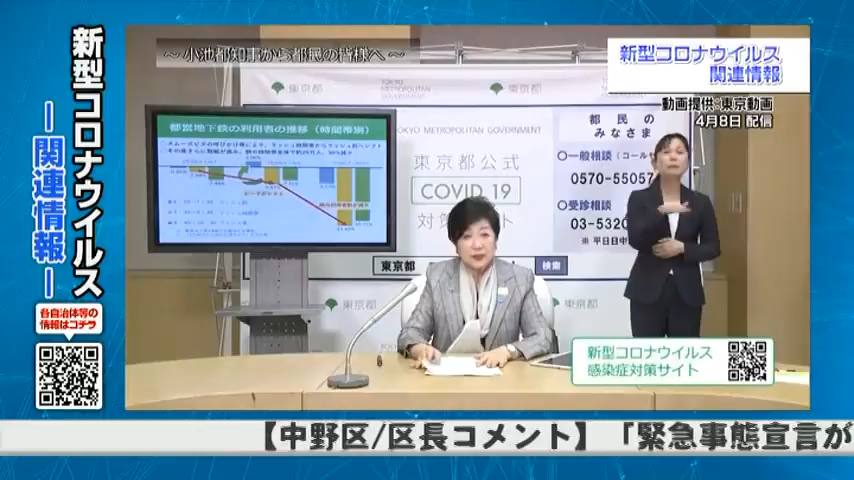 新型コロナウイルス
ー関連情報ー
各自治体等の
情報はコチラ
～小池都知事から都民の皆様へ～
新型コロナウイルス
関連情報
動画提供:東京動画
4月8日 配信
東京都
TOKYO
METROPOLITAN
GOVERNMENT
東京都
都営地下鉄の利用者の推移（時間帯別）
TOKYO METROPOLITAN GOVERNMENT
東京都公式
COVID 19
対策サイト
都民の
みなさま
○一般相談（コール
0570-55057
○受診相談
03-532
※ 平日日中
東京都
検索
東京都
新型コロナウイルス
感染症対策サイト
【中野区/区長コメント】「緊急事態宣言が